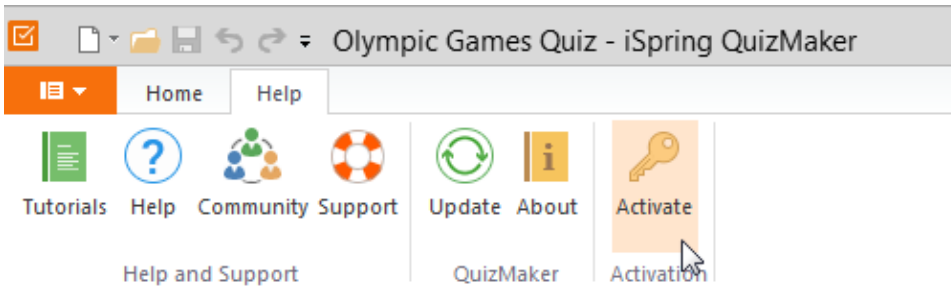 Olympic Games Quiz - iSpring QuizMaker
Home Help
? i
Tutorials Help Community Support Update About Activate
Help and Support QuizMaker Activation